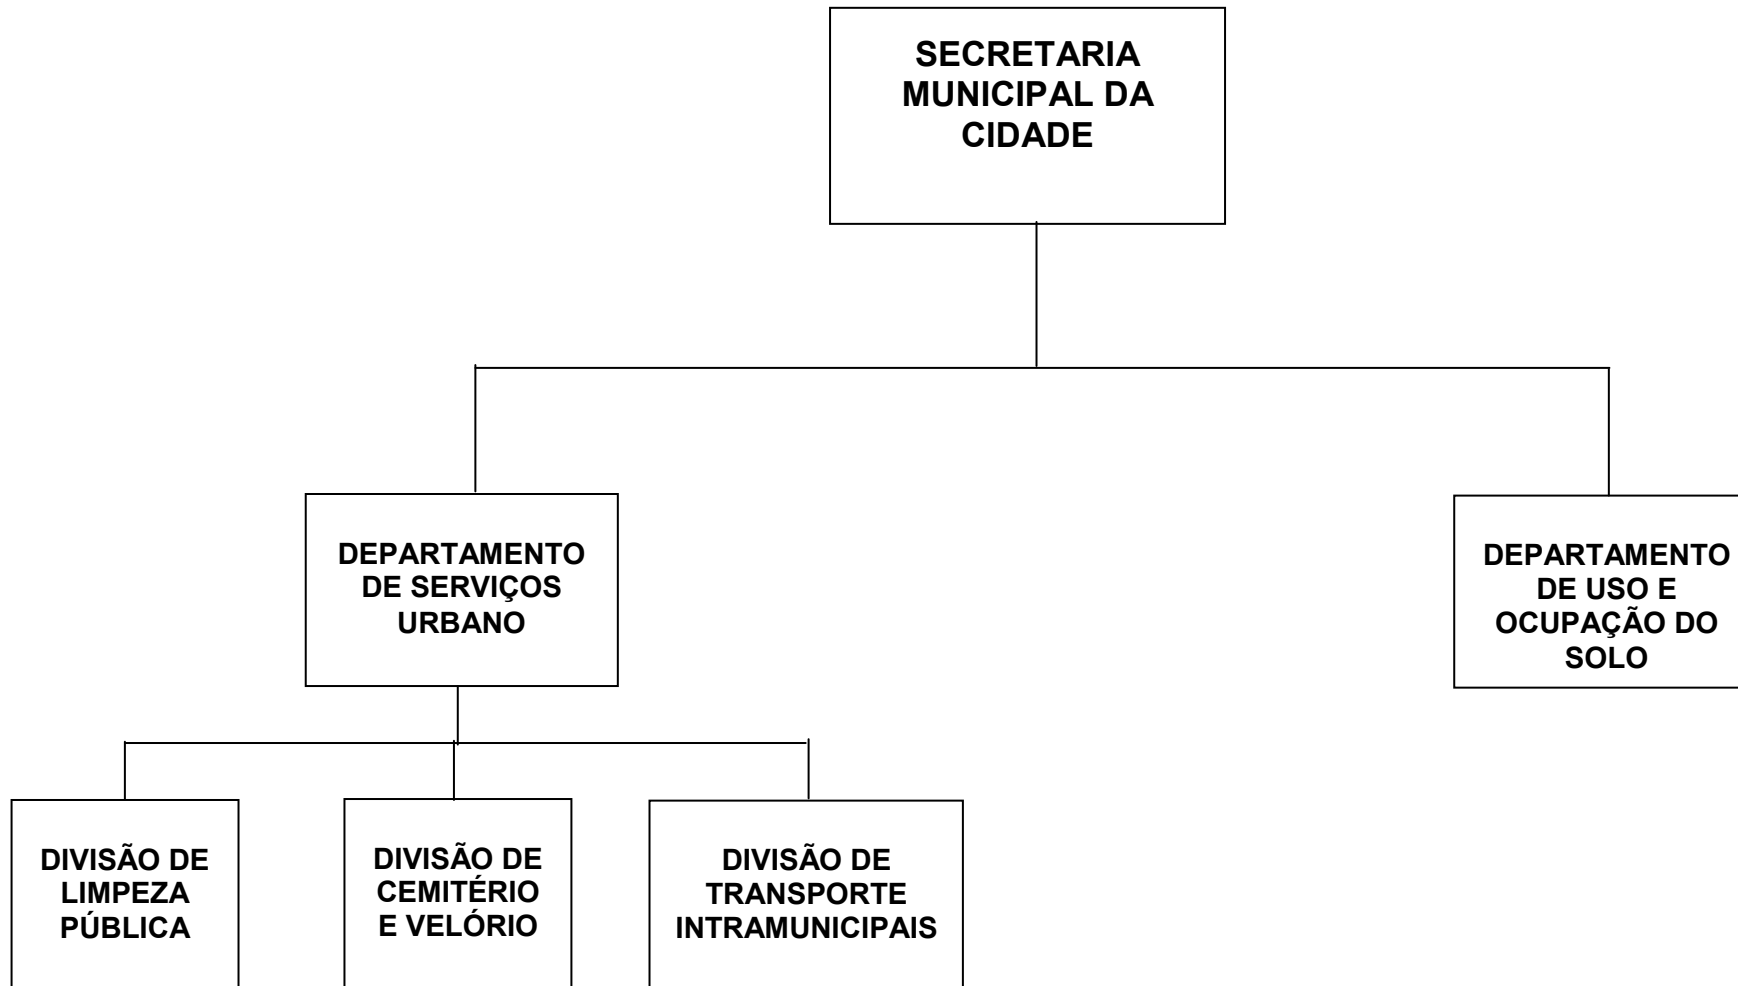 SECRETARIA
MUNICIPAL DA
CIDADE
DEPARTAMENTO
DE SERVIÇOS
URBANO
DEPARTAMENTO
DE USO E
OCUPAÇÃO DO
SOLO
DIVISÃO DE
LIMPEZA
PÚBLICA
DIVISÃO DE
CEMITÉRIO
E VELÓRIO
DIVISÃO DE
TRANSPORTE
INTRAMUNICIPAIS